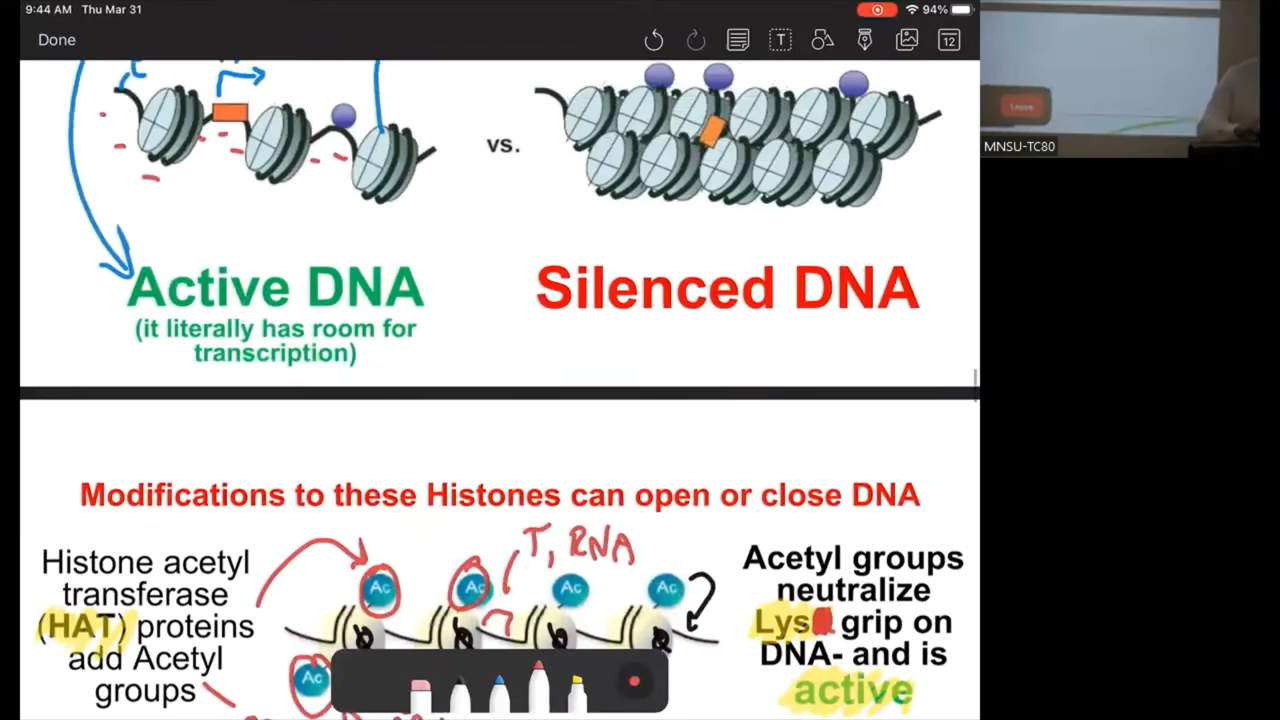 9:44 AM Thu Mar 31
94%
Done
12
Leave
MNSU-TC80
vs.
Active DNA
(it literally has room for
transcription)
Silenced DNA
Modifications to these Histones can open or close DNA
T, RNA
Histone acetyl
transferase
(HAT) proteins
add Acetyl
groups
Ac
Ac
Ac
Ac
Ac
Acetyl groups
neutralize
Lys grip on
DNA- and is
active